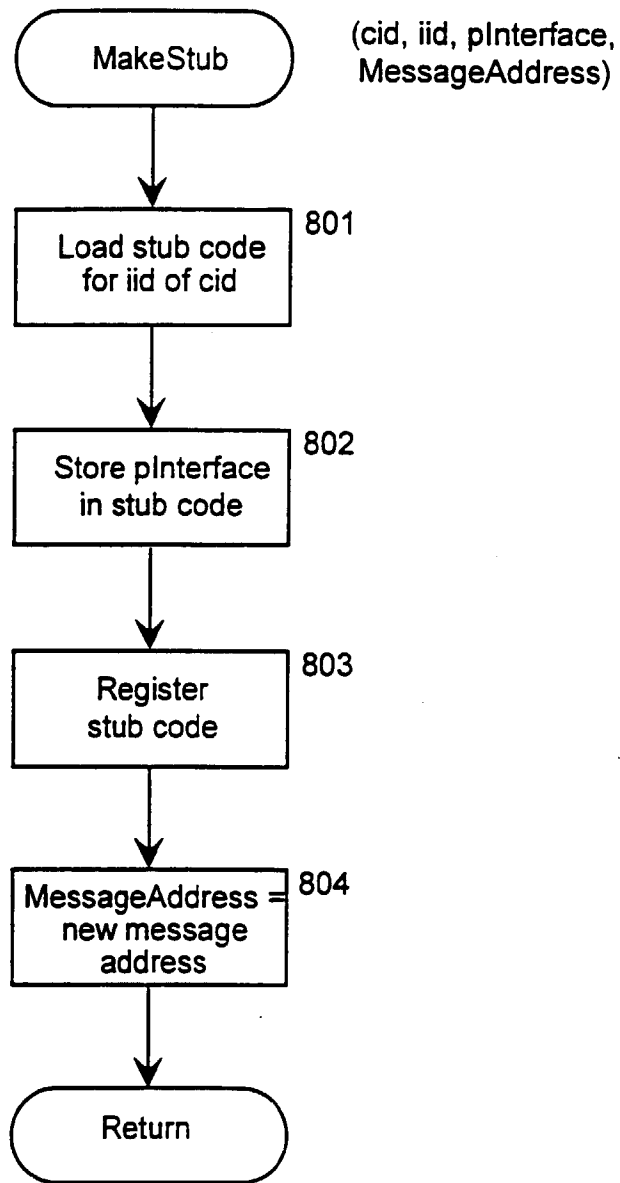 MakeStub
(cid, iid, pInterface,
MessageAddress)
801
Load stub code
for iid of cid
802
Store pInterface
in stub code
803
Register
stub code
804
MessageAddress =
new message
address
Return